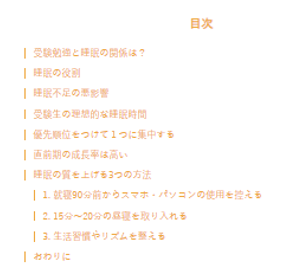 目次
受験勉強と睡眠の関係は？
睡眠の役割
睡眠不足の悪影響
受験生の理想的な睡眠時間
優先順位をつけて１つに集中する
直前期の成長率は高い
睡眠の質を上げる3つの方法
1. 就寝90分前からスマホ・パソコンの使用を控える
2. 15分～20分の昼寝を取り入れる
3. 生活習慣やリズムを整える
おわりに